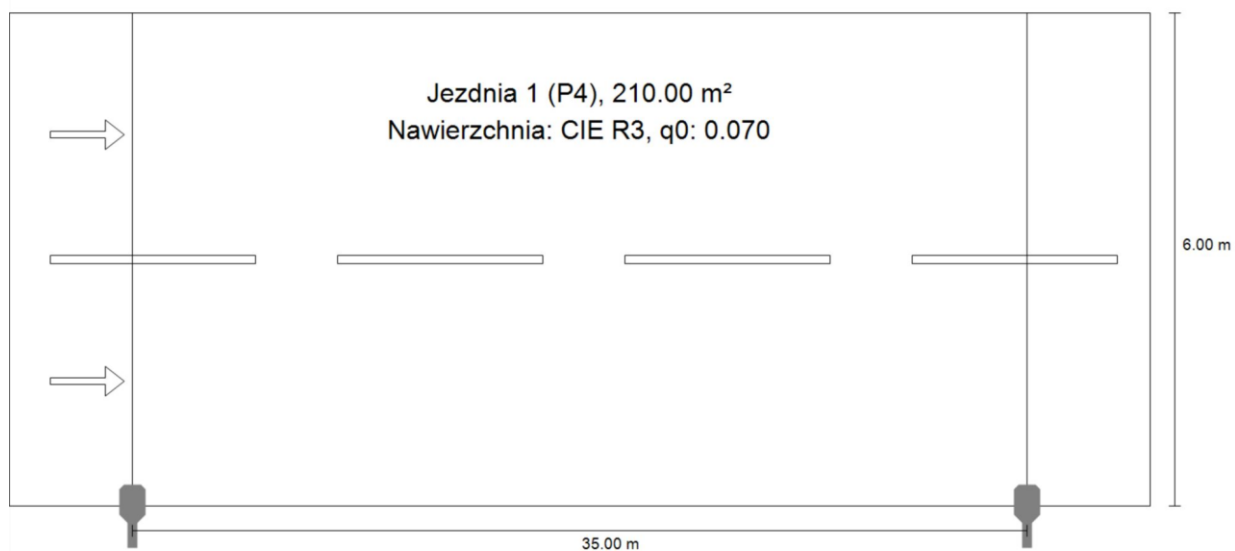 Jezdnia 1 (P4), 210.00 m²
Nawierzchnia: CIE R3, q0: 0.070
6.00 m
35.00 m